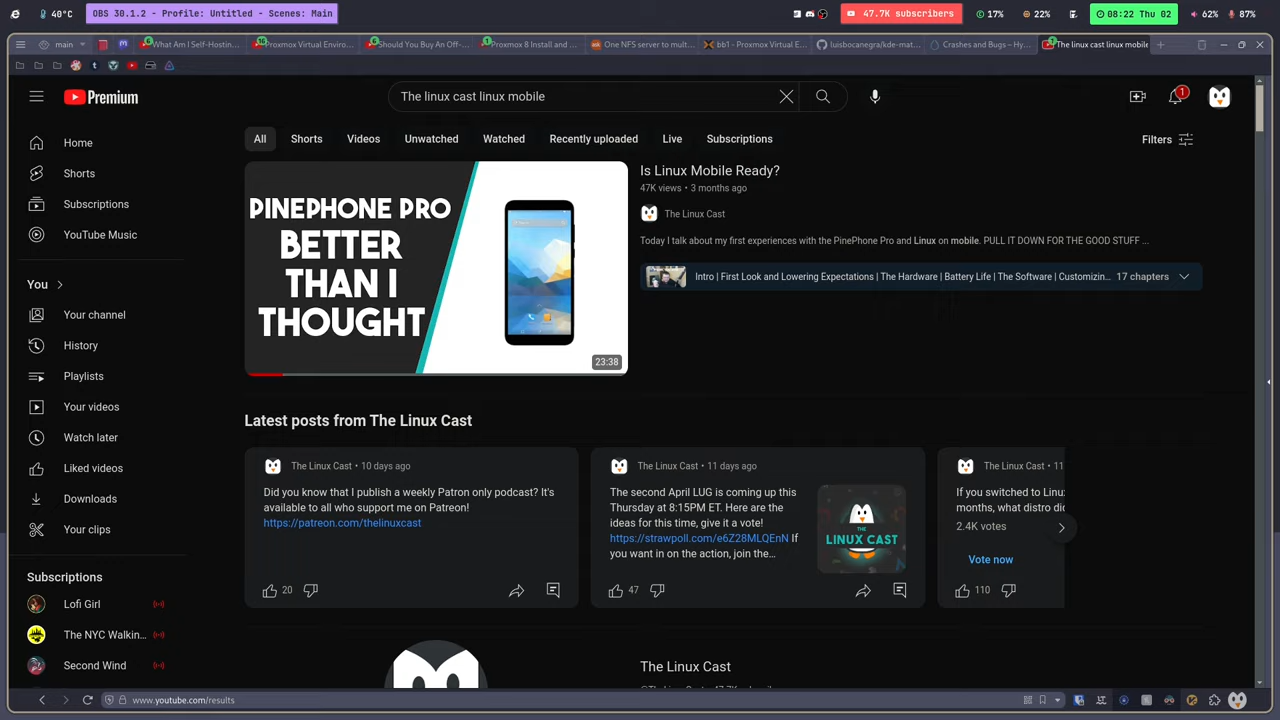 40°C
OBS 30.1.2 - Profile: Untitled - Scenes: Main
47.7K subscribers
17%
22%
08:22 Thu 02
62%
87%
main
What Am I Self-Hostin
Proxmox Virtual Enviro
Should You Buy An Off-
Proxmox 8 Install and
One NFS server to mult
bb1 - Proxmox Virtual E
luisbocanegra/kde-mat
Crashes and Bugs – Hy
The linux cast linux mobile
Premium
The linux cast linux mobile
1
All
Shorts
Videos
Unwatched
Watched
Recently uploaded
Live
Subscriptions
Filters
Home
Shorts
Subscriptions
YouTube Music
You
Your channel
History
Playlists
Your videos
Watch later
Liked videos
Downloads
Your clips
Subscriptions
Lofi Girl
The NYC Walkin...
Second Wind
PINEPHONE PRO
BETTER
THAN I
THOUGHT
23:38
Is Linux Mobile Ready?
47K views • 3 months ago
The Linux Cast
Today I talk about my first experiences with the PinePhone Pro and Linux on mobile. PULL IT DOWN FOR THE GOOD STUFF ...
Intro | First Look and Lowering Expectations | The Hardware | Battery Life | The Software | Customizin...
17 chapters
Latest posts from The Linux Cast
The Linux Cast • 10 days ago
Did you know that I publish a weekly Patron only podcast? It's
available to all who support me on Patreon!
https://patreon.com/thelinuxcast
20
The Linux Cast • 11 days ago
The second April LUG is coming up this
Thursday at 8:15PM ET. Here are the
ideas for this time, give it a vote!
https://strawpoll.com/e6Z28MLQEnN If
you want in on the action, join the...
THE
LINUX CAST
47
The Linux Cast • 11
If you switched to Linu
months, what distro dic
2.4K votes
Vote now
110
The Linux Cast
www.youtube.com/results